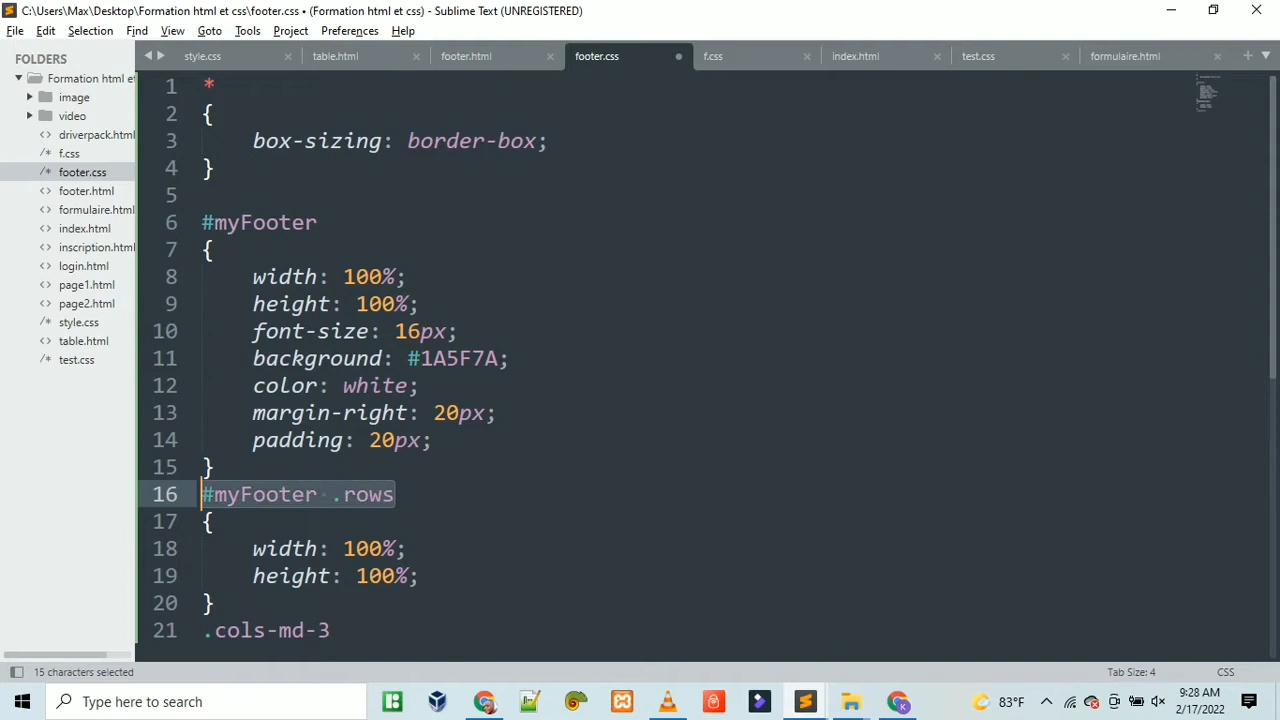 C:\Users\Max\Desktop\Formation html et css\footer.css • (Formation html et css) - Sublime Text (UNREGISTERED)
File Edit Selection Find View Goto Tools Project Preferences Help
FOLDERS
Formation html et
image
video
driverpack.html
f.css
footer.css
footer.html
formulaire.html
index.html
inscription.html
login.html
page1.html
page2.html
style.css
table.html
test.css
style.css table.html footer.html footer.css f.css index.html test.css formulaire.html
1 *
2 {
3 box-sizing: border-box;
4 }
5
6 #myFooter
7 {
8 width: 100%;
9 height: 100%;
10 font-size: 16px;
11 background: #1A5F7A;
12 color: white;
13 margin-right: 20px;
14 padding: 20px;
15 }
16 #myFooter .rows
17 {
18 width: 100%;
19 height: 100%;
20 }
21 .cols-md-3
15 characters selected Tab Size: 4 CSS
Type here to search
83°F
9:28 AM
2/17/2022